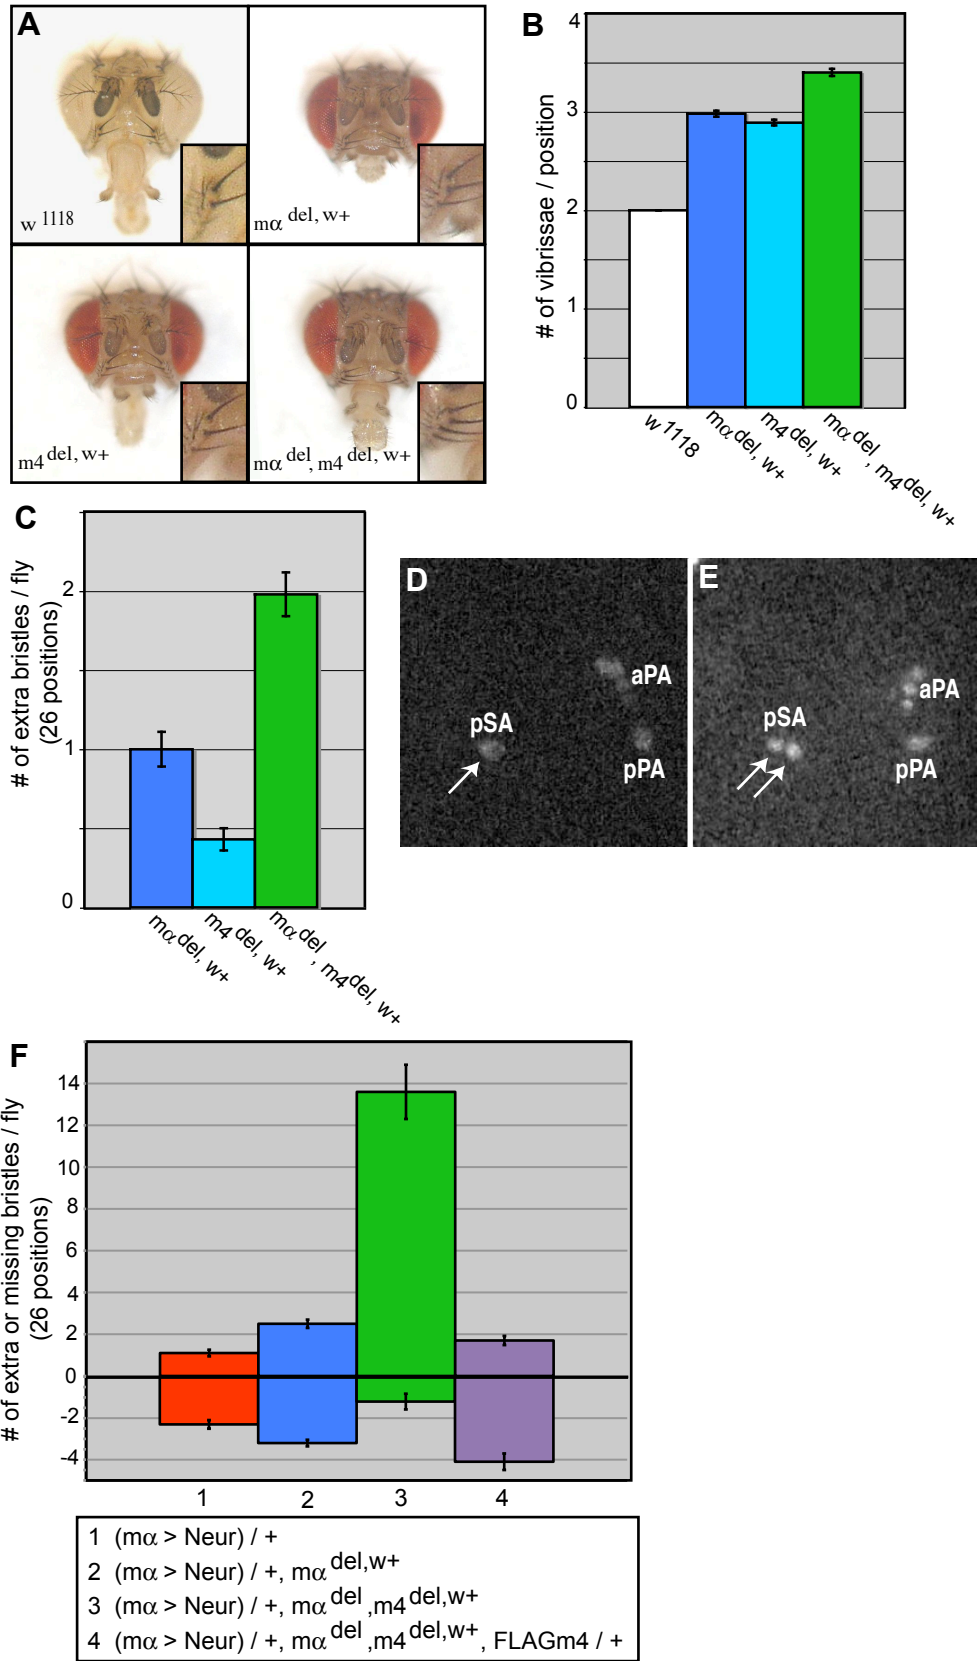 A
w 1118
mα del, w+
m4 del, w+
mα del, m4 del, w+
B
# of vibrissae / position
4
3
2
1
0
w 1118
mα del, w+
m4 del, w+
mα del, m4 del, w+
C
# of extra bristles / fly
(26 positions)
2
1
0
mα del, w+
m4 del, w+
mα del, m4 del, w+
D
aPA
pSA
pPA
E
aPA
pSA
pPA
F
# of extra or missing bristles / fly
(26 positions)
14
12
10
8
6
4
2
0
-2
-4
1 2 3 4
1 (mα > Neur) / +
2 (mα > Neur) / +, mα del,w+
3 (mα > Neur) / +, mα del ,m4 del,w+
4 (mα > Neur) / +, mα del ,m4 del,w+ , FLAGm4 / +